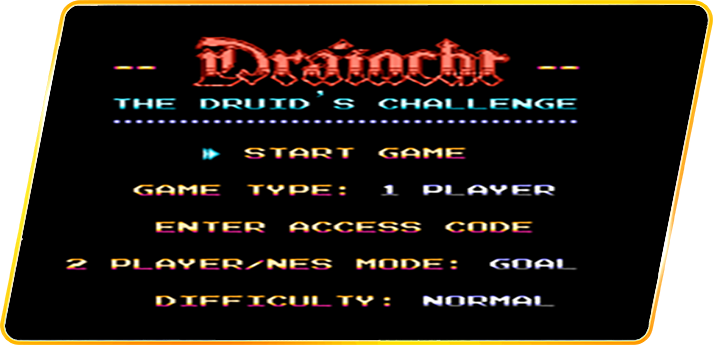 -- Draíocht --
THE DRUID'S CHALLENGE
START GAME
GAME TYPE: 1 PLAYER
ENTER ACCESS CODE
2 PLAYER/NES MODE: GOAL
DIFFICULTY: NORMAL